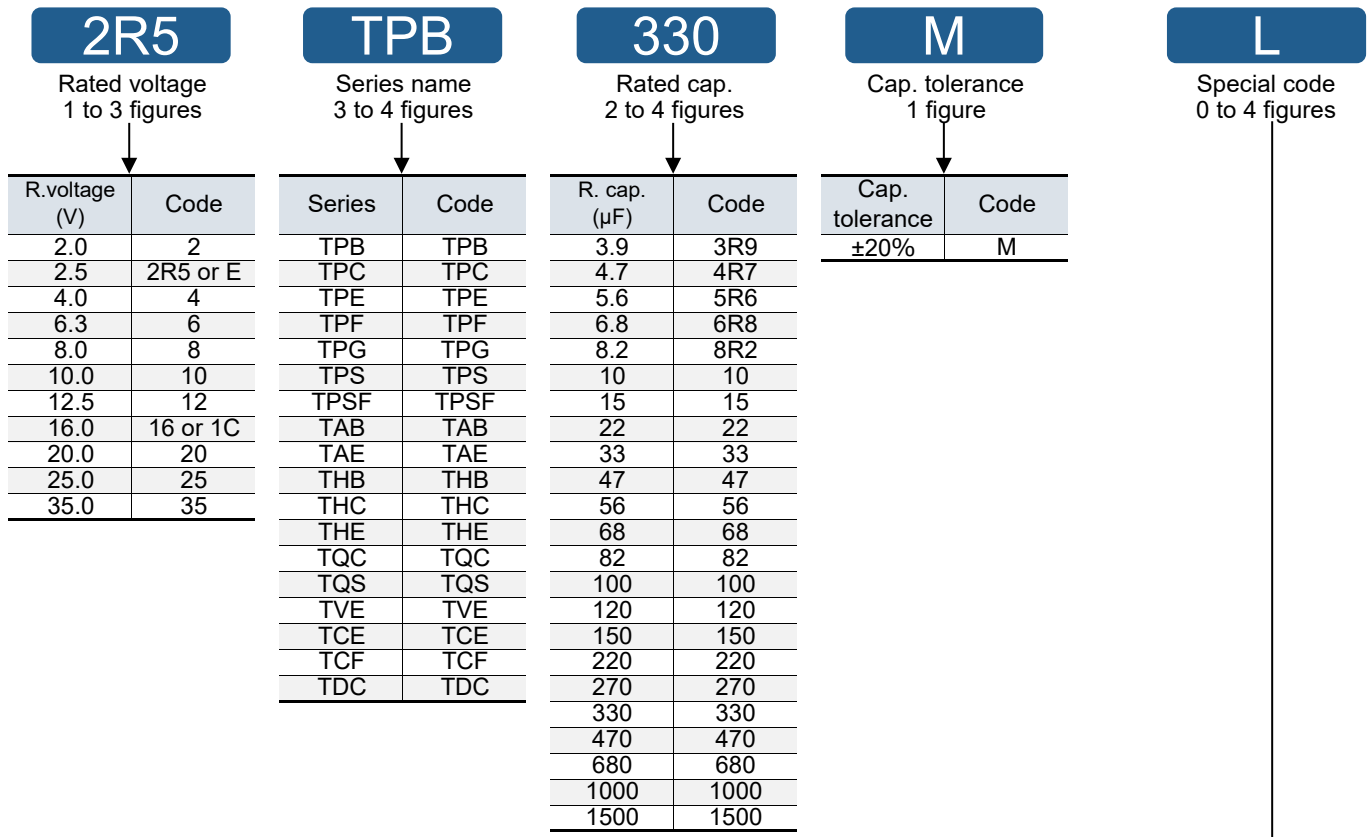 2R5 TPB 330 M L
Rated voltage Series name Rated cap. Cap. tolerance Special code
1 to 3 figures 3 to 4 figures 2 to 4 figures 1 figure 0 to 4 figures
R.voltage (V) Code
2.0 2
2.5 2R5 or E
4.0 4
6.3 6
8.0 8
10.0 10
12.5 12
16.0 16 or 1C
20.0 20
25.0 25
35.0 35
Series Code
TPB TPB
TPC TPC
TPE TPE
TPF TPF
TPG TPG
TPS TPS
TPSF TPSF
TAB TAB
TAE TAE
THB THB
THC THC
THE THE
TQC TQC
TQS TQS
TVE TVE
TCE TCE
TCF TCF
TDC TDC
R. cap. (µF) Code
3.9 3R9
4.7 4R7
5.6 5R6
6.8 6R8
8.2 8R2
10 10
15 15
22 22
33 33
47 47
56 56
68 68
82 82
100 100
120 120
150 150
220 220
270 270
330 330
470 470
680 680
1000 1000
1500 1500
Cap. tolerance Code
±20% M